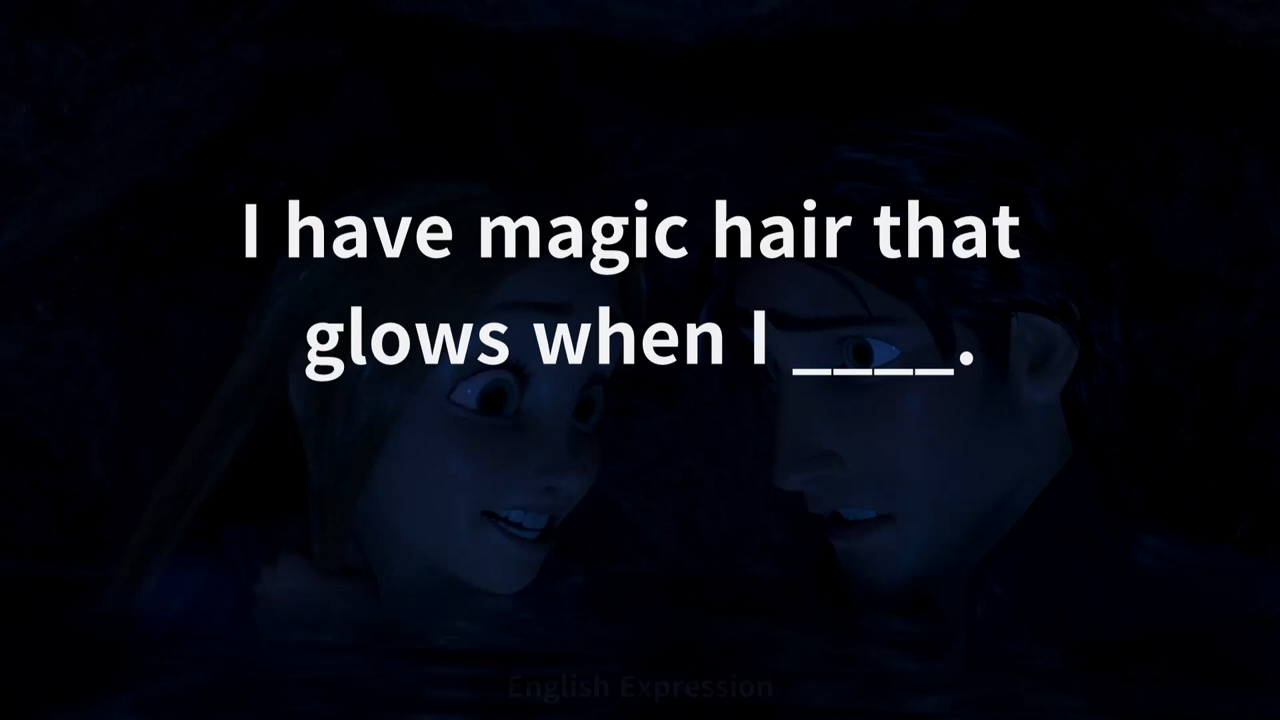 I have magic hair that
glows when I ____.
English Expression